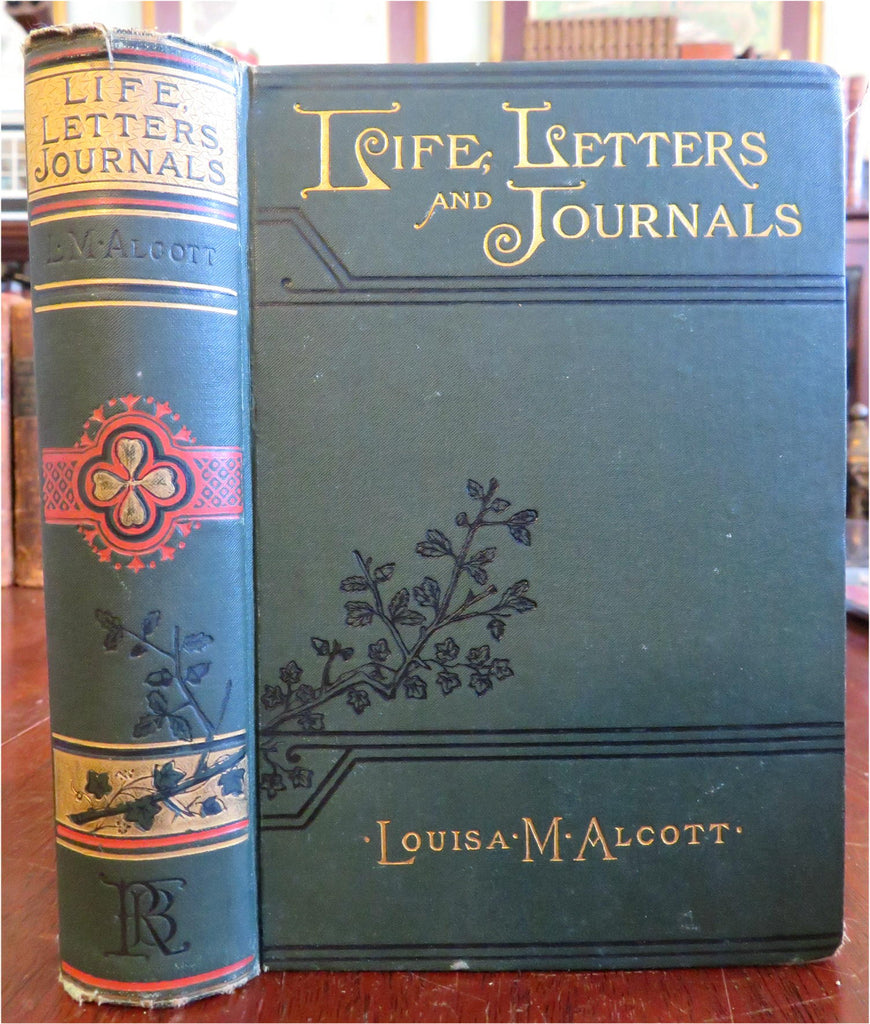 LIFE,
LETTERS,
JOURNALS
L·M·ALCOTT
RB
LIFE, LETTERS
AND JOURNALS
·LOUISA·M·ALCOTT·